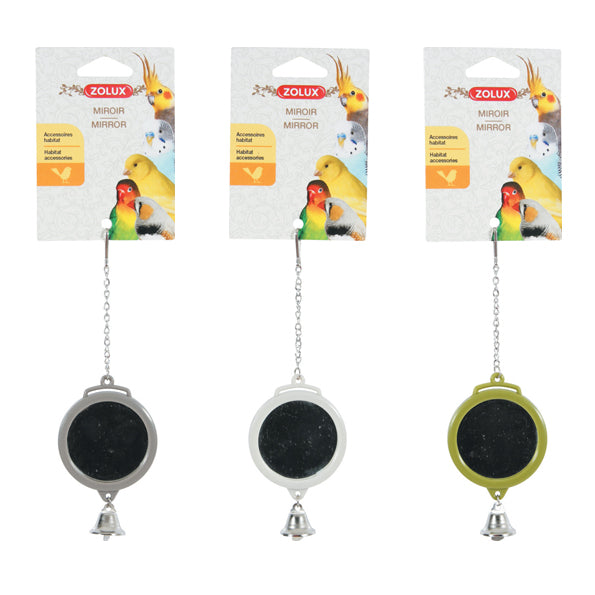 ZOLUX
MIROIR
MIRROR
Accessoires
habitat
Habitat
accessories
ZOLUX
MIROIR
MIRROR
Accessoires
habitat
Habitat
accessories
ZOLUX
MIROIR
MIRROR
Accessoires
habitat
Habitat
accessories